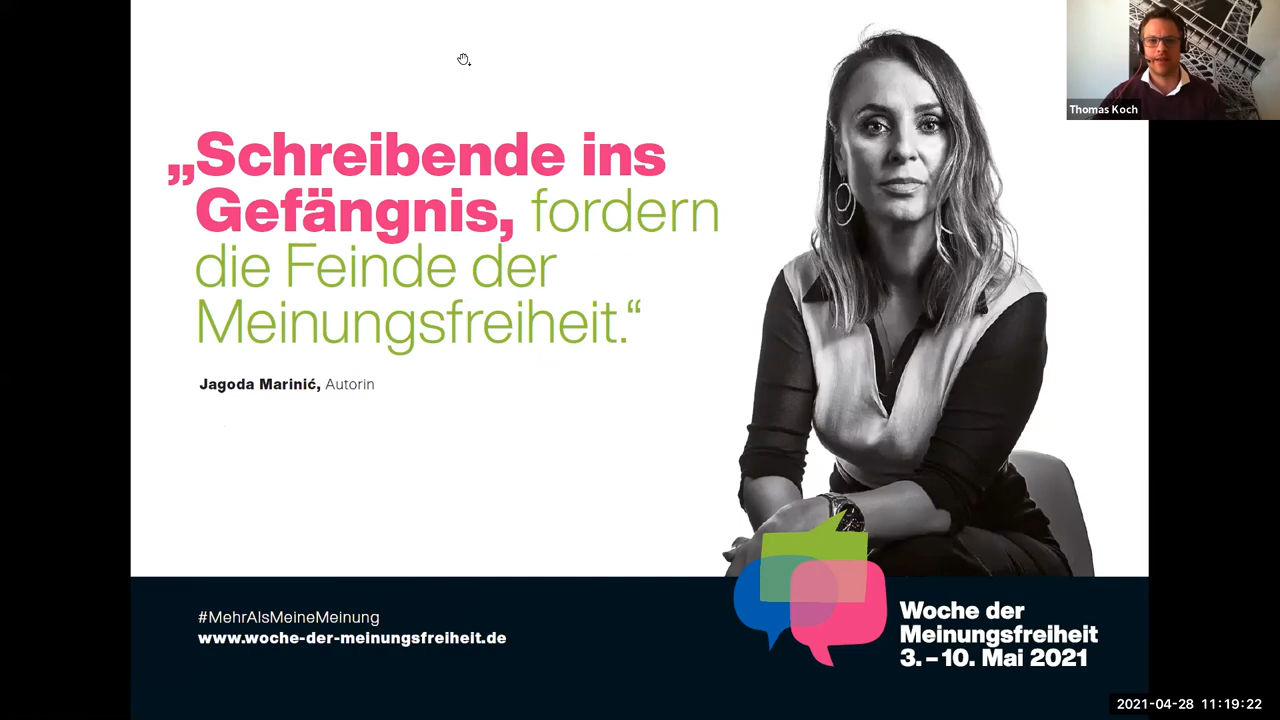 „Schreibende ins
Gefängnis, fordern
die Feinde der
Meinungsfreiheit.“
Jagoda Marinić, Autorin
#MehrAlsMeineMeinung
www.woche-der-meinungsfreiheit.de
Woche der
Meinungsfreiheit
3. – 10. Mai 2021
Thomas Koch
2021-04-28 11:19:22